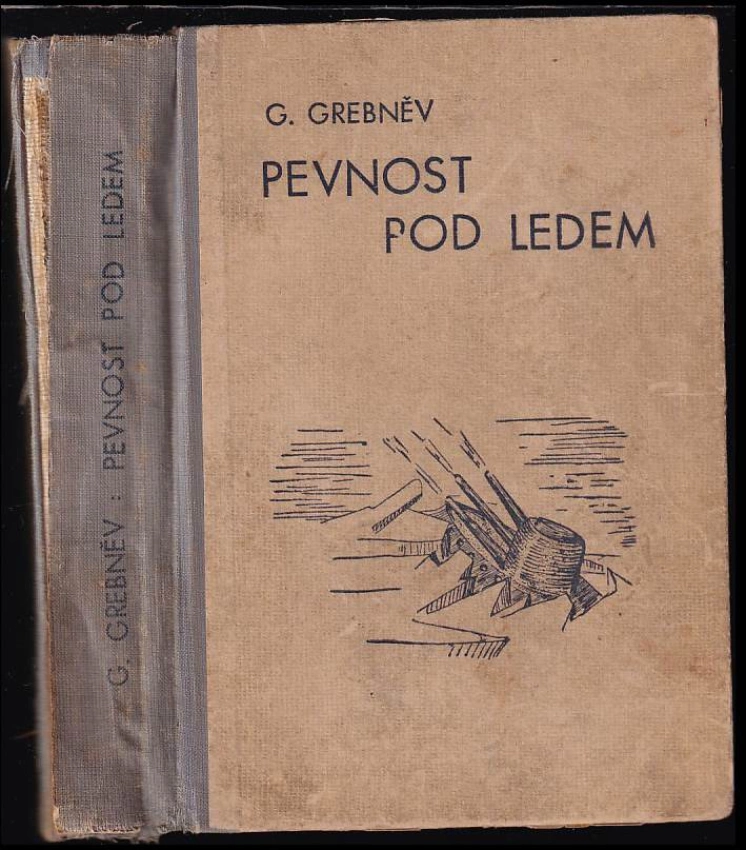 G. GREBNĚV : PEVNOST POD LEDEM
G. GREBNĚV
PEVNOST
POD LEDEM